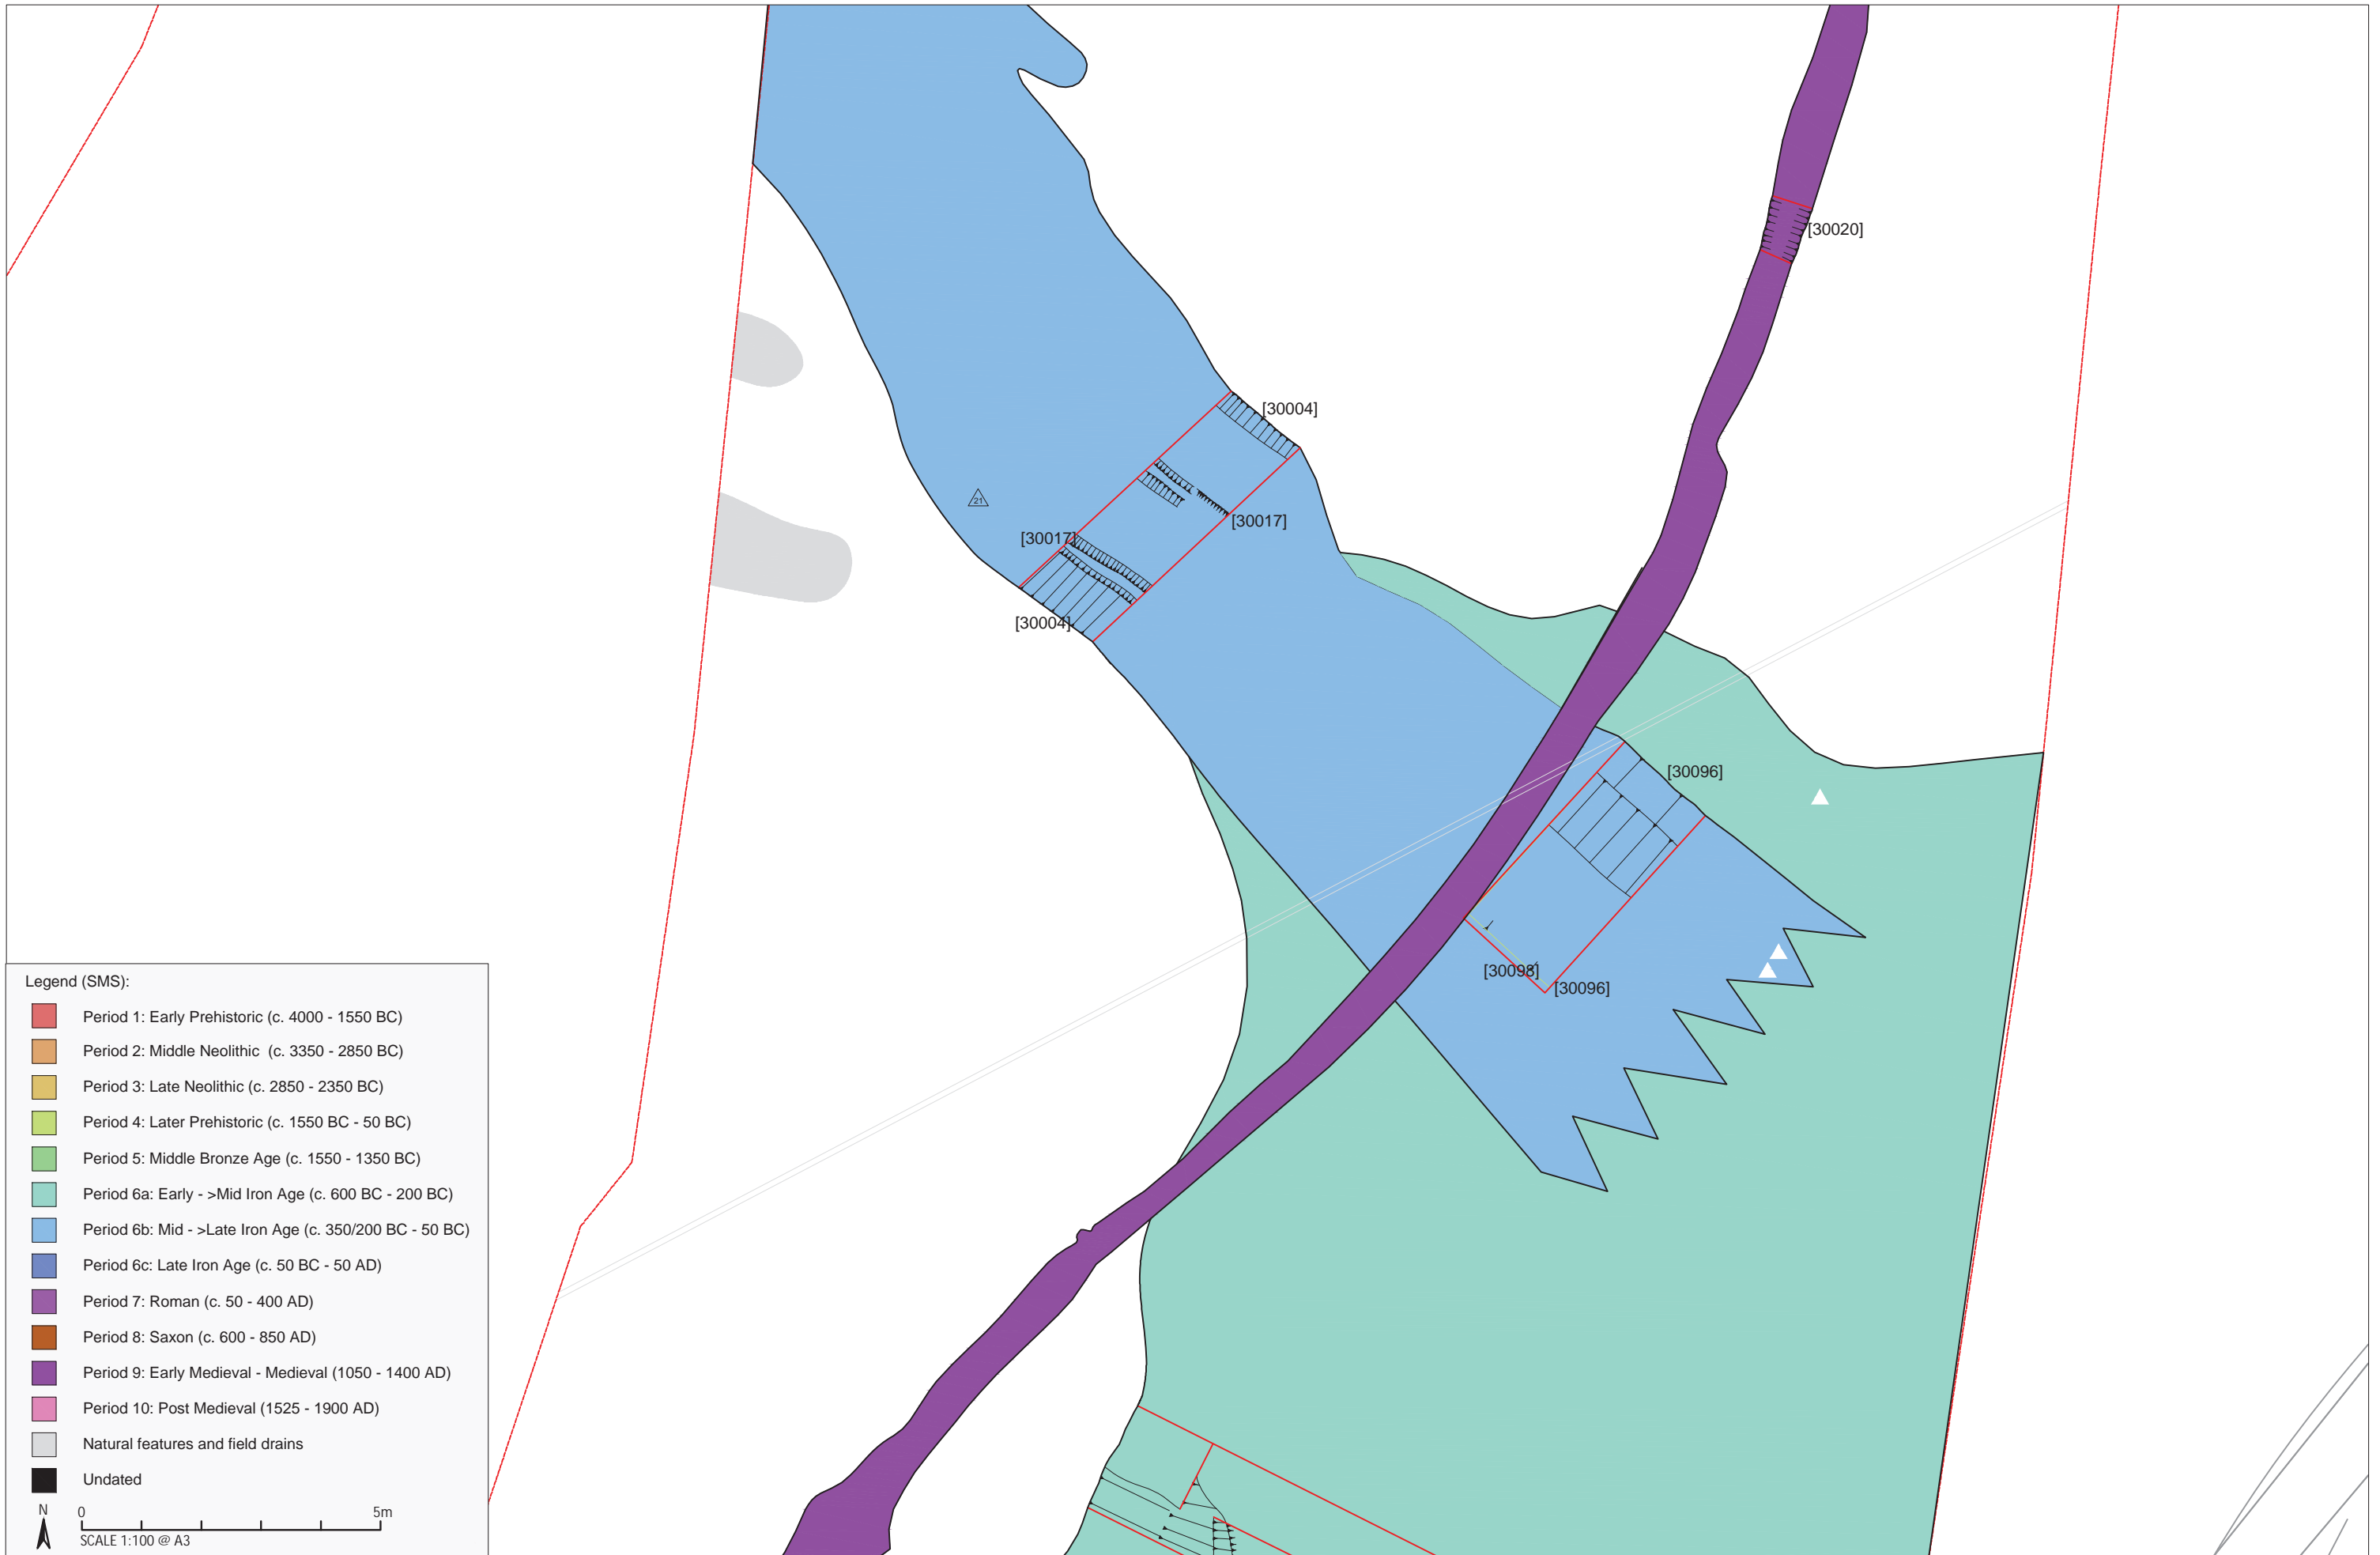 [30020]
[30004]
21
[30017]
[30017]
[30004]
[30096]
[30098]
[30096]
Legend (SMS):
Period 1: Early Prehistoric (c. 4000 - 1550 BC)
Period 2: Middle Neolithic (c. 3350 - 2850 BC)
Period 3: Late Neolithic (c. 2850 - 2350 BC)
Period 4: Later Prehistoric (c. 1550 BC - 50 BC)
Period 5: Middle Bronze Age (c. 1550 - 1350 BC)
Period 6a: Early - >Mid Iron Age (c. 600 BC - 200 BC)
Period 6b: Mid - >Late Iron Age (c. 350/200 BC - 50 BC)
Period 6c: Late Iron Age (c. 50 BC - 50 AD)
Period 7: Roman (c. 50 - 400 AD)
Period 8: Saxon (c. 600 - 850 AD)
Period 9: Early Medieval - Medieval (1050 - 1400 AD)
Period 10: Post Medieval (1525 - 1900 AD)
Natural features and field drains
Undated
N 0 5m
SCALE 1:100 @ A3